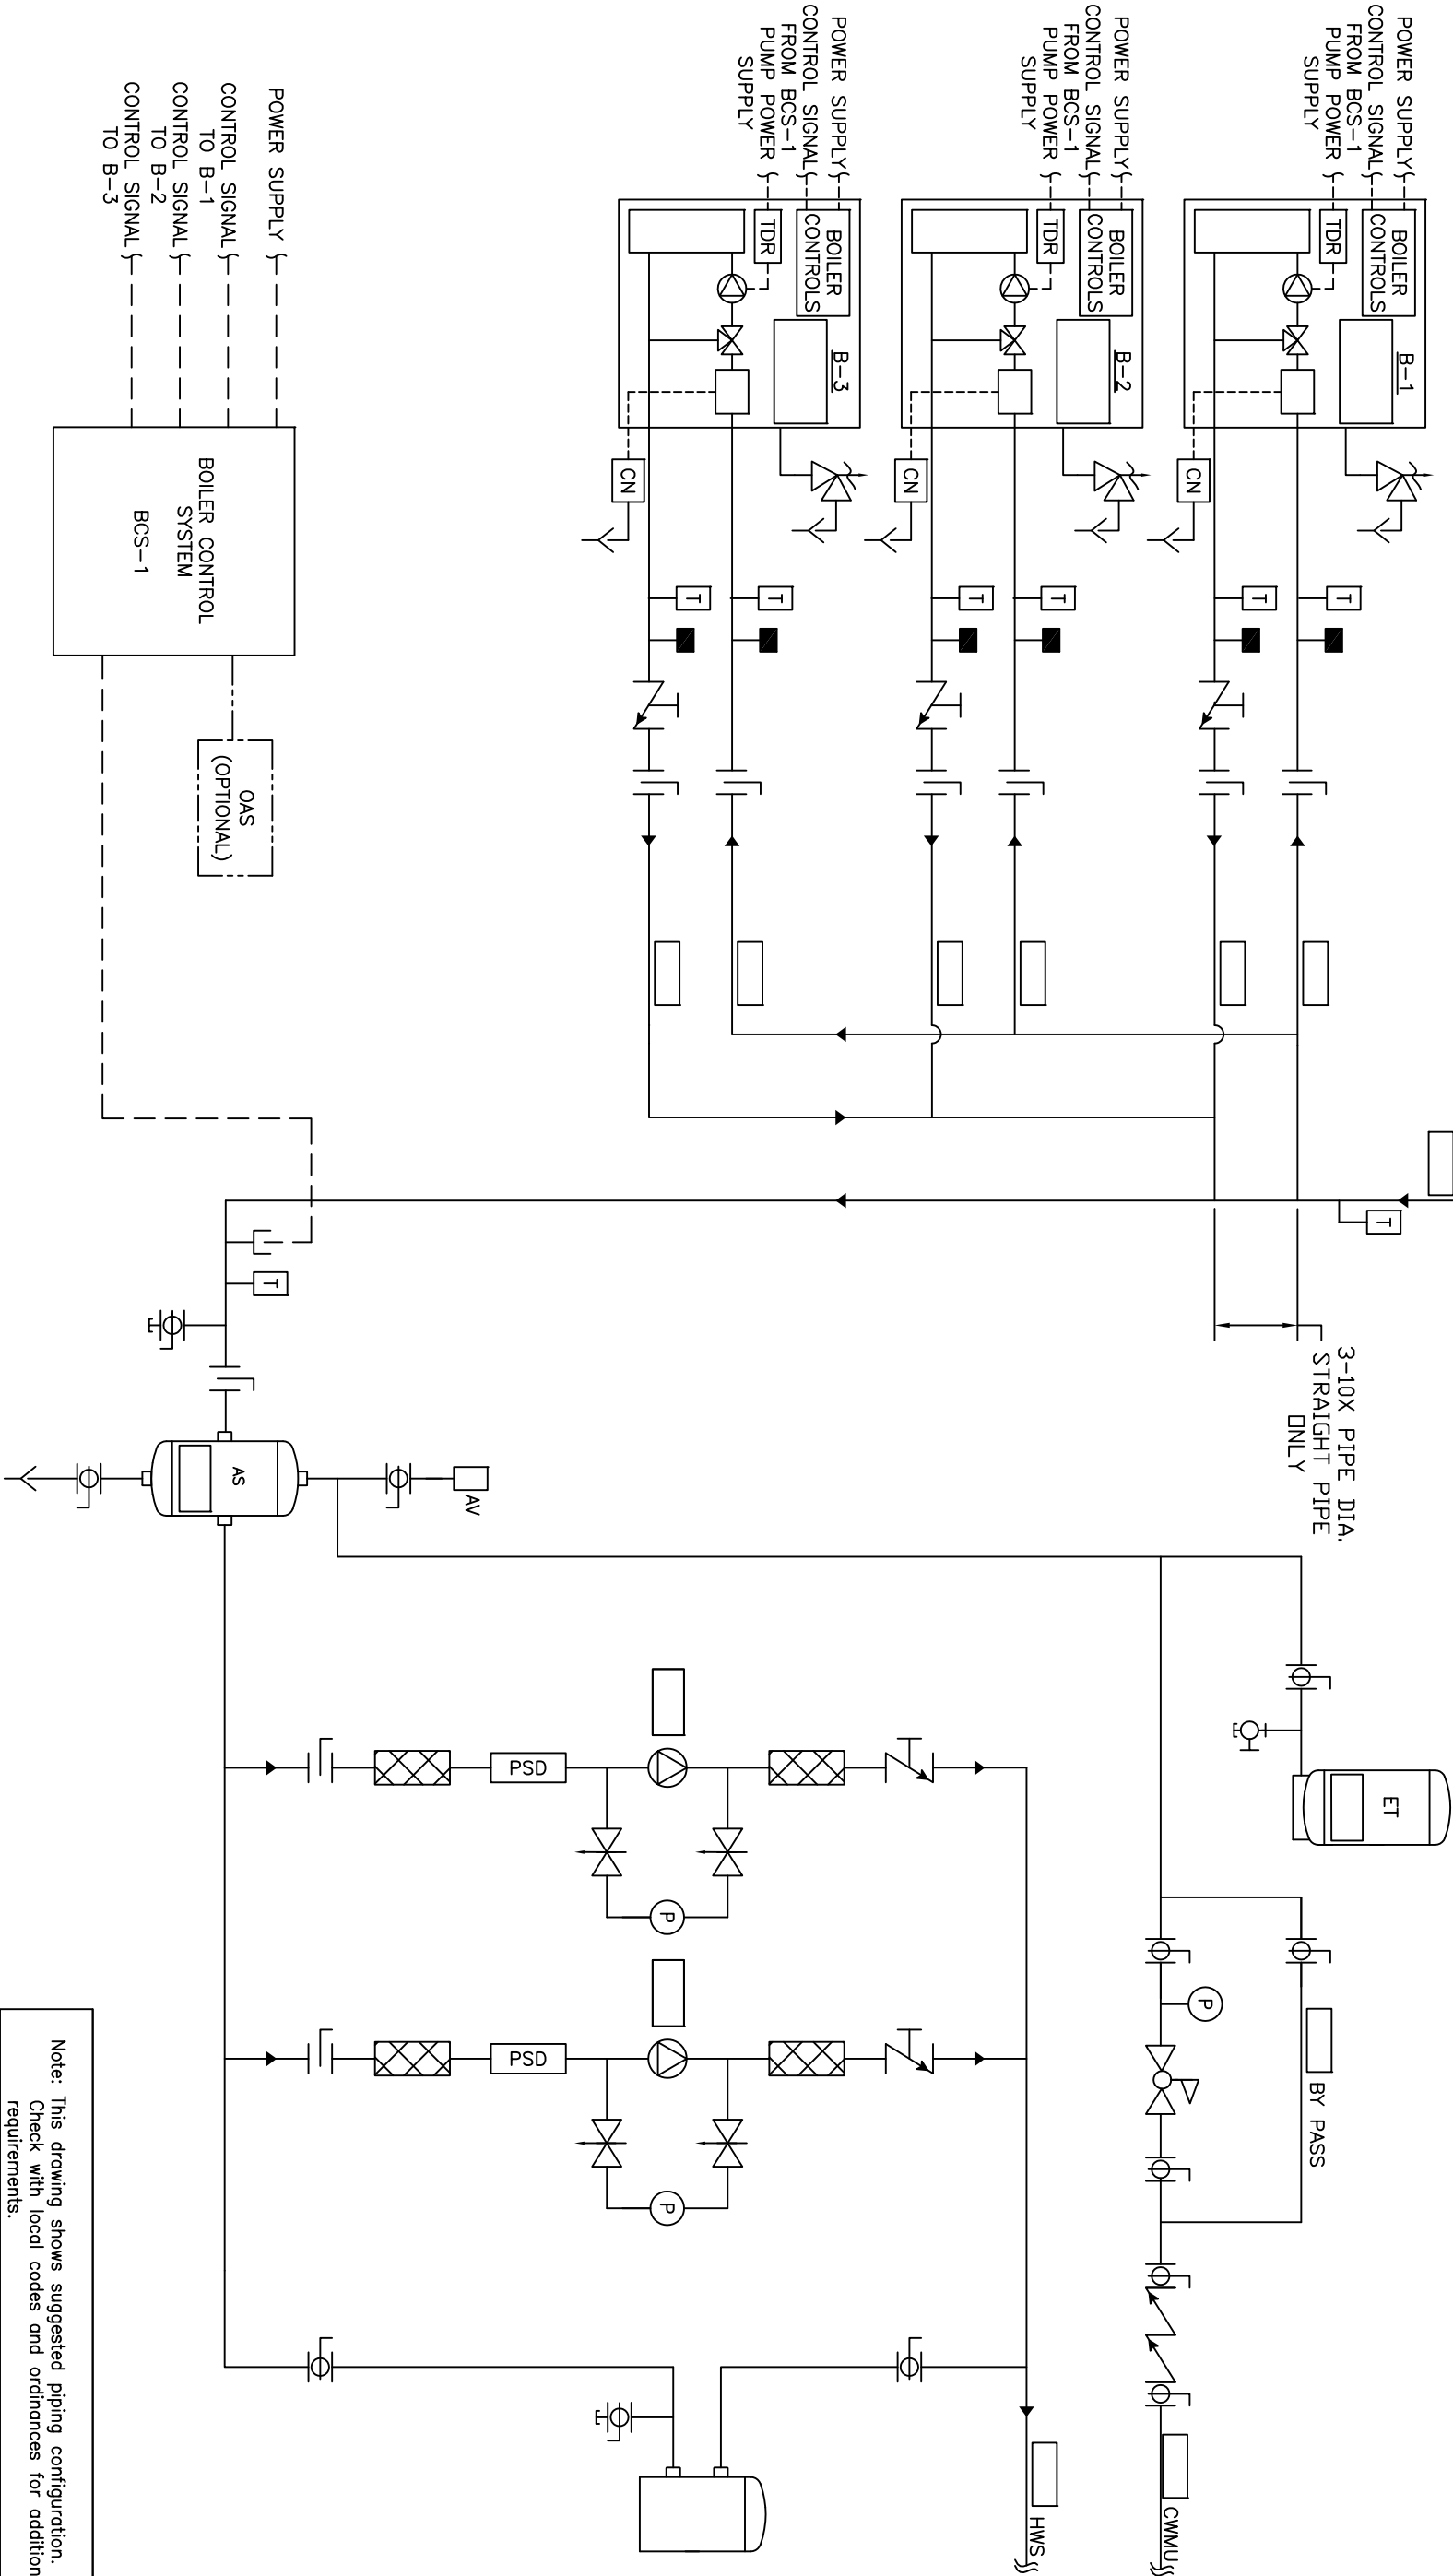 POWER SUPPLY
CONTROL SIGNAL
FROM BCS-1
PUMP POWER
SUPPLY
BOILER
CONTROLS
TDR
B-1
CN
T
T
POWER SUPPLY
CONTROL SIGNAL
FROM BCS-1
PUMP POWER
SUPPLY
BOILER
CONTROLS
TDR
B-2
CN
T
T
POWER SUPPLY
CONTROL SIGNAL
FROM BCS-1
PUMP POWER
SUPPLY
BOILER
CONTROLS
TDR
B-3
CN
T
T
POWER SUPPLY
CONTROL SIGNAL
TO B-1
CONTROL SIGNAL
TO B-2
CONTROL SIGNAL
TO B-3
BOILER CONTROL
SYSTEM
BCS-1
OAS
(OPTIONAL)
T
T
3-10X PIPE DIA.
STRAIGHT PIPE
ONLY
AS
AV
ET
PSD
P
PSD
P
P
BY PASS
CWMU
HWS
Note: This drawing shows suggested piping configuration.
Check with local codes and ordinances for addition
requirements.